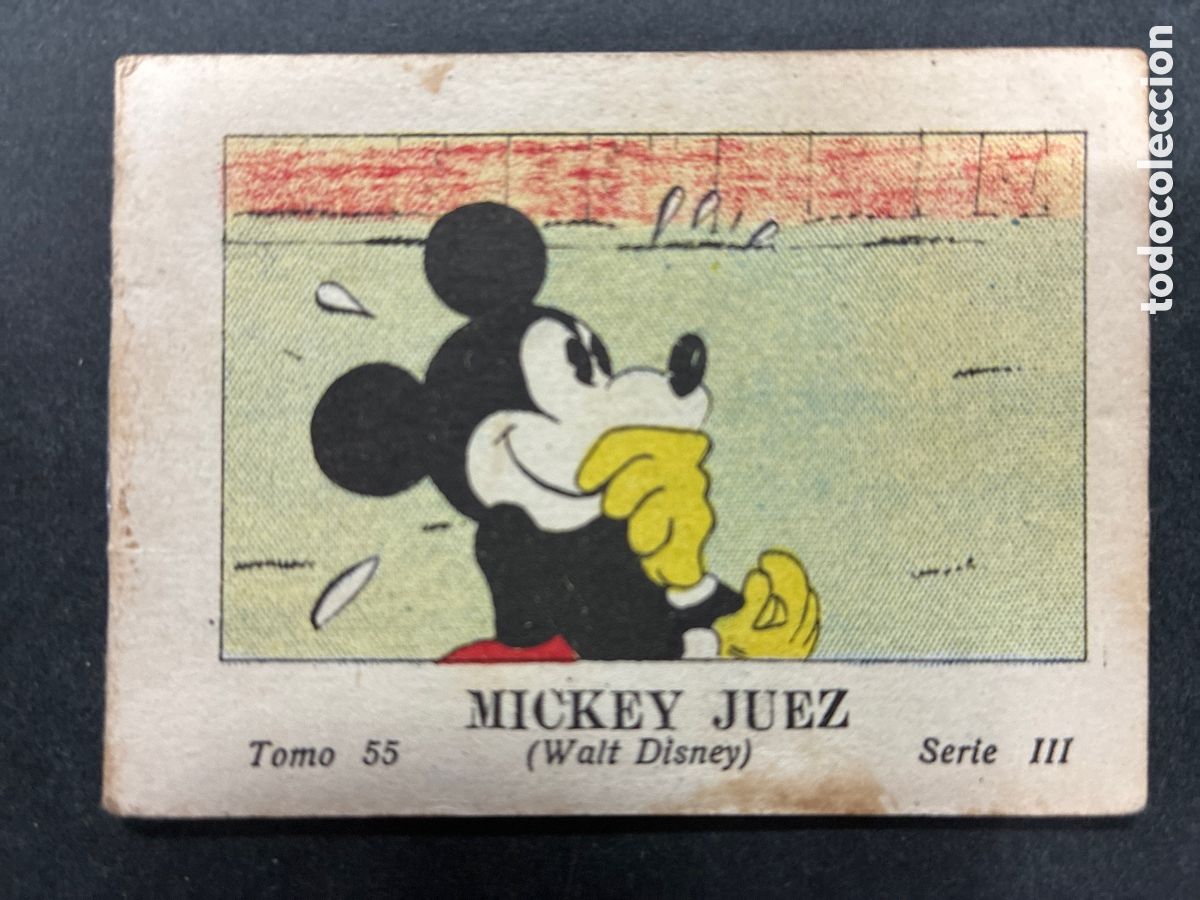 MICKEY JUEZ
Tomo 55 (Walt Disney) Serie III
todocoleccion